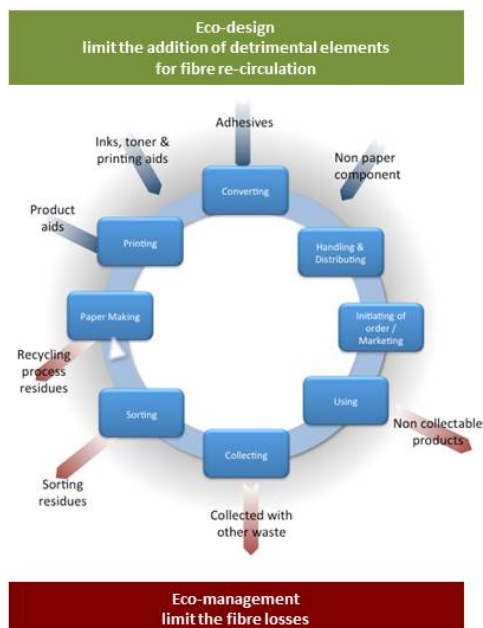 Eco-design
limit the addition of detrimental elements
for fibre re-circulation
Adhesives
Inks, toner &
printing aids
Non paper
component
Converting
Product
aids
Printing
Handling &
Distributing
Paper Making
Initiating of
order /
Marketing
Recycling
process
residues
Sorting
Using
Non collectable
products
Collecting
Sorting
residues
Collected with
other waste
Eco-management
limit the fibre losses